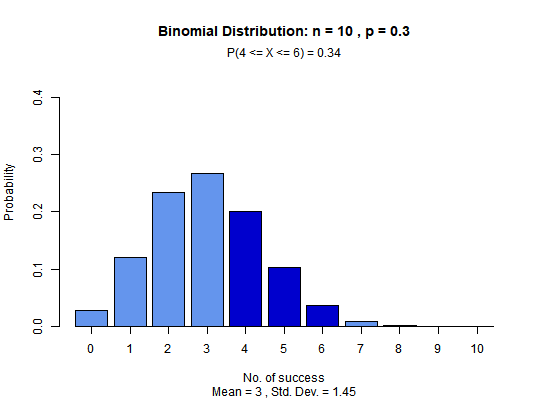 Binomial Distribution: n = 10 , p = 0.3
P(4 <= X <= 6) = 0.34
0.4
0.3
0.2
0.1
0.0
Probability
0 1 2 3 4 5 6 7 8 9 10
No. of success
Mean = 3 , Std. Dev. = 1.45